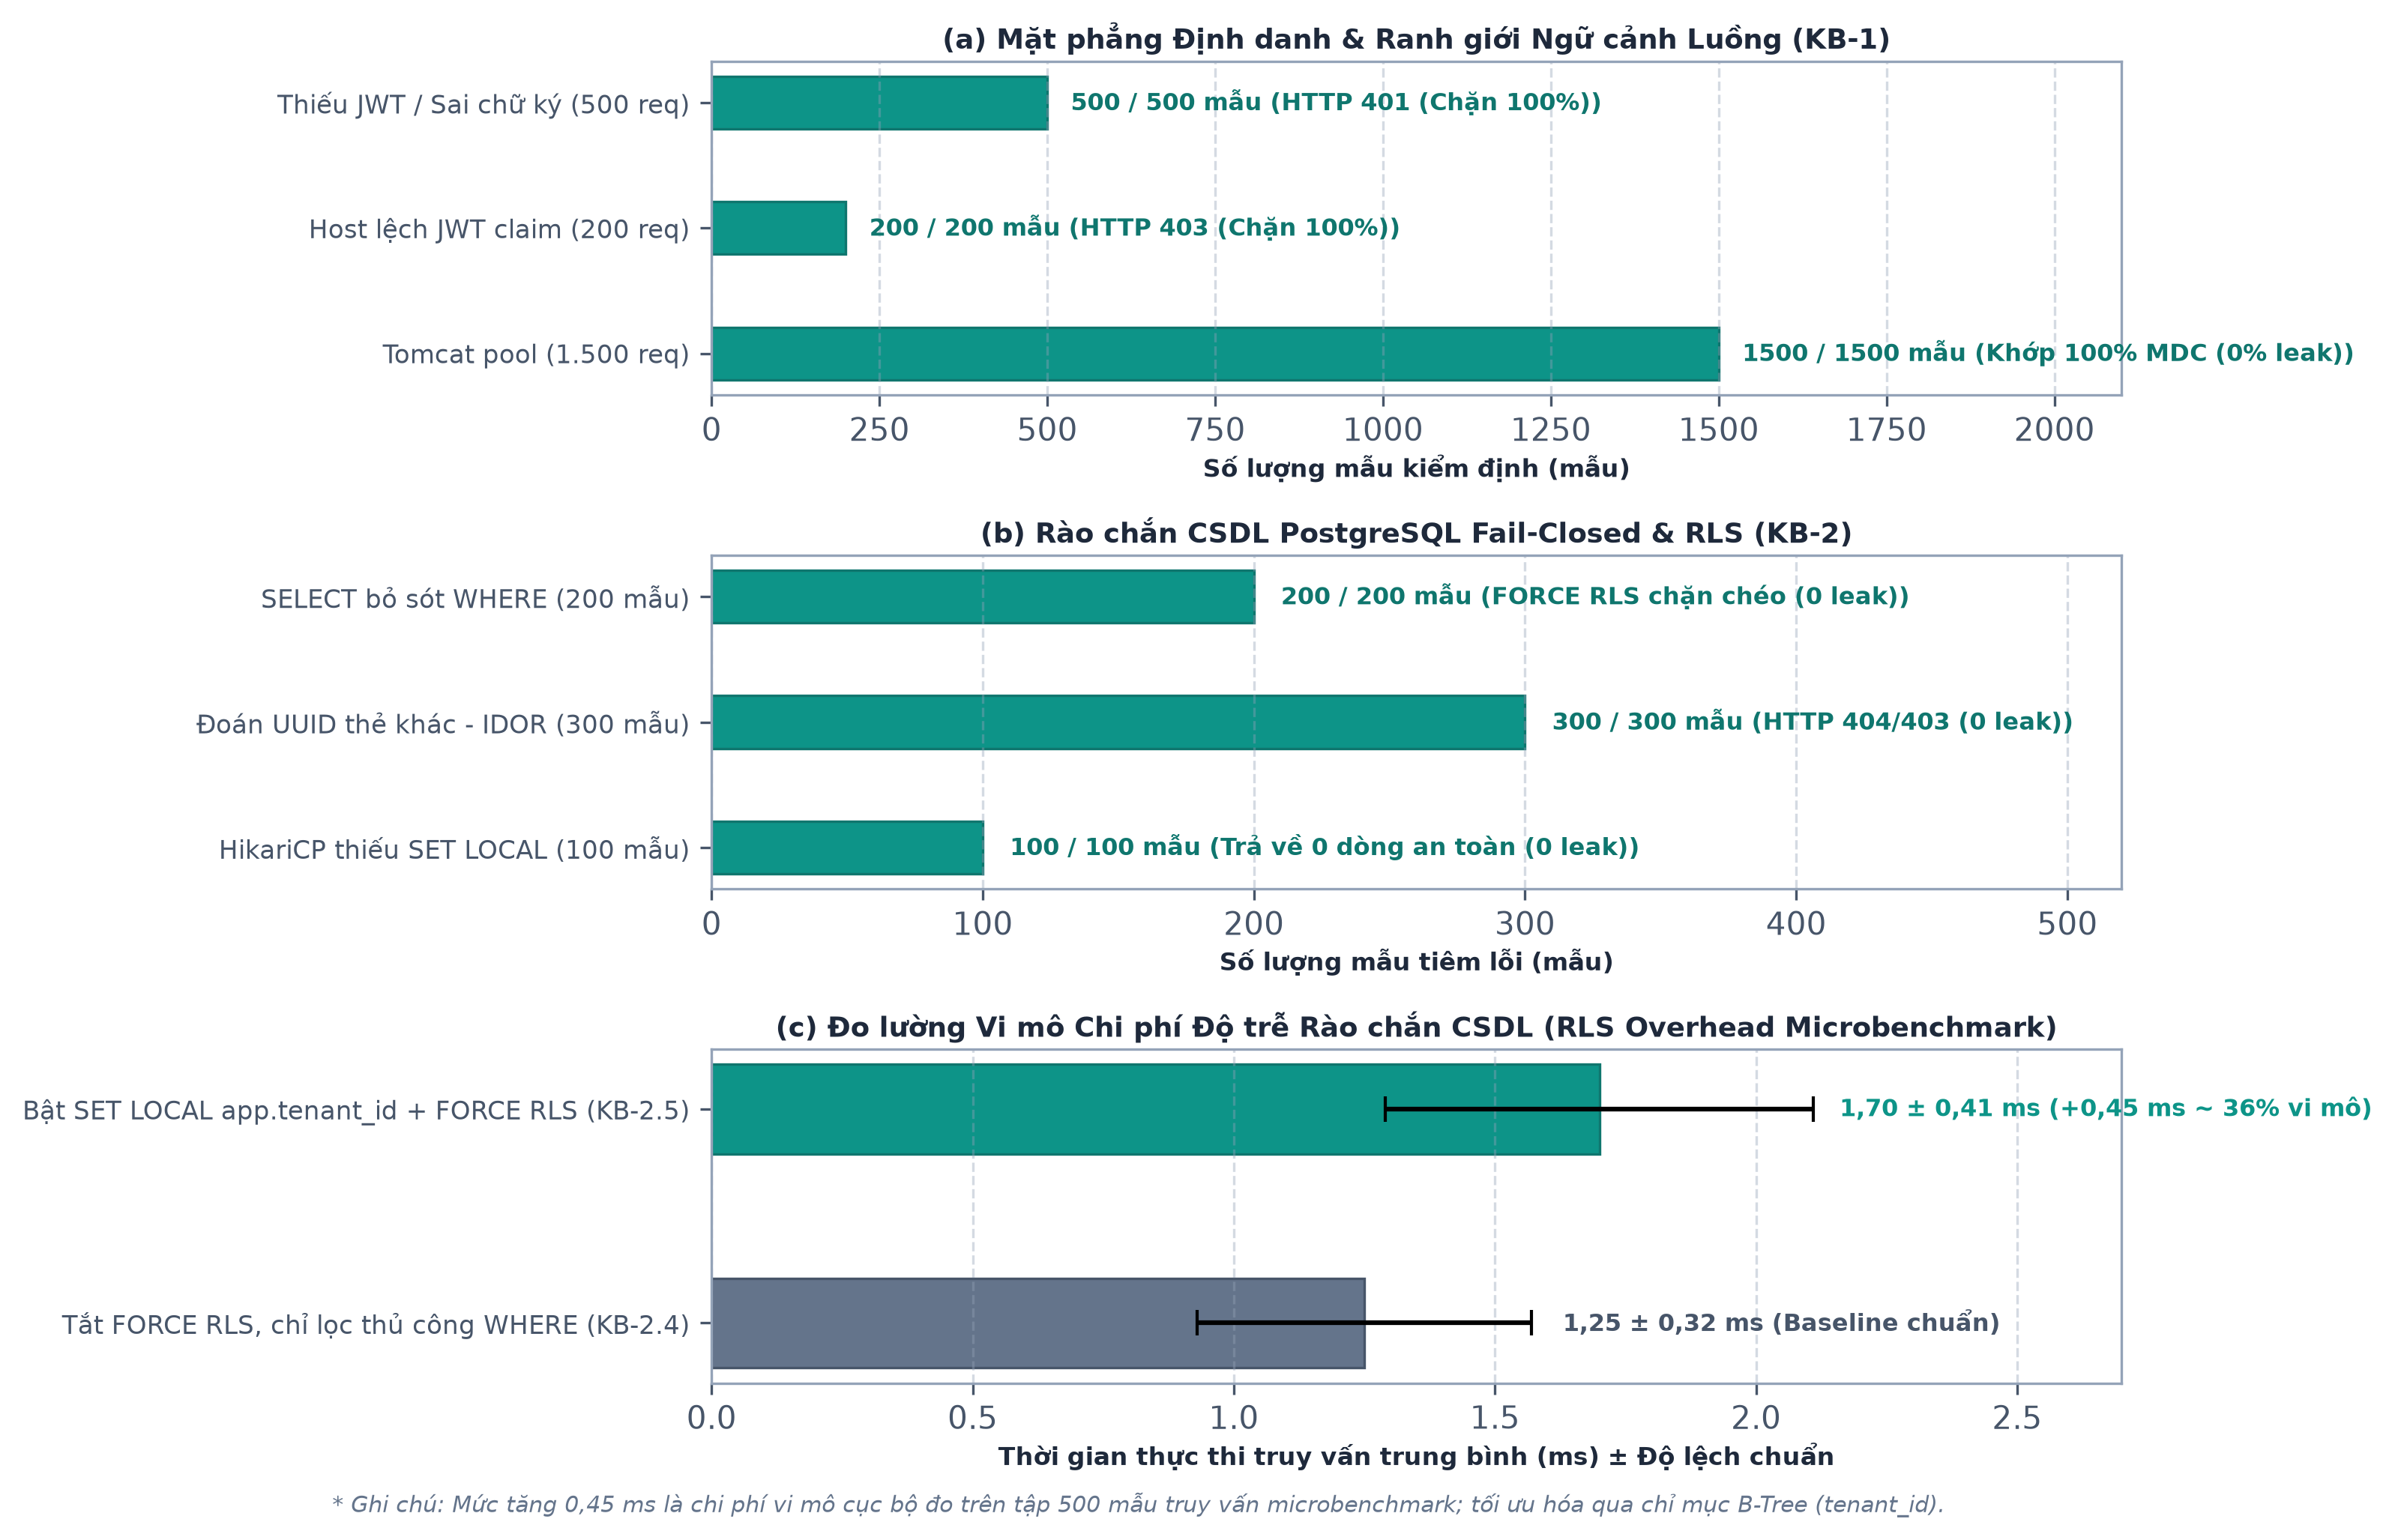 (a) Mặt phẳng Định danh & Ranh giới Ngữ cảnh Luồng (KB-1)
Thiếu JWT / Sai chữ ký (500 req)
500 / 500 mẫu (HTTP 401 (Chặn 100%))
Host lệch JWT claim (200 req)
200 / 200 mẫu (HTTP 403 (Chặn 100%))
Tomcat pool (1.500 req)
1500 / 1500 mẫu (Khớp 100% MDC (0% leak))
0 250 500 750 1000 1250 1500 1750 2000
Số lượng mẫu kiểm định (mẫu)
(b) Rào chắn CSDL PostgreSQL Fail-Closed & RLS (KB-2)
SELECT bỏ sót WHERE (200 mẫu)
200 / 200 mẫu (FORCE RLS chặn chéo (0 leak))
Đoán UUID thẻ khác - IDOR (300 mẫu)
300 / 300 mẫu (HTTP 404/403 (0 leak))
HikariCP thiếu SET LOCAL (100 mẫu)
100 / 100 mẫu (Trả về 0 dòng an toàn (0 leak))
0 100 200 300 400 500
Số lượng mẫu tiêm lỗi (mẫu)
(c) Đo lường Vi mô Chi phí Độ trễ Rào chắn CSDL (RLS Overhead Microbenchmark)
Bật SET LOCAL app.tenant_id + FORCE RLS (KB-2.5)
1,70 ± 0,41 ms (+0,45 ms ~ 36% vi mô)
Tắt FORCE RLS, chỉ lọc thủ công WHERE (KB-2.4)
1,25 ± 0,32 ms (Baseline chuẩn)
0.0 0.5 1.0 1.5 2.0 2.5
Thời gian thực thi truy vấn trung bình (ms) ± Độ lệch chuẩn
* Ghi chú: Mức tăng 0,45 ms là chi phí vi mô cục bộ đo trên tập 500 mẫu truy vấn microbenchmark; tối ưu hóa qua chỉ mục B-Tree (tenant_id).